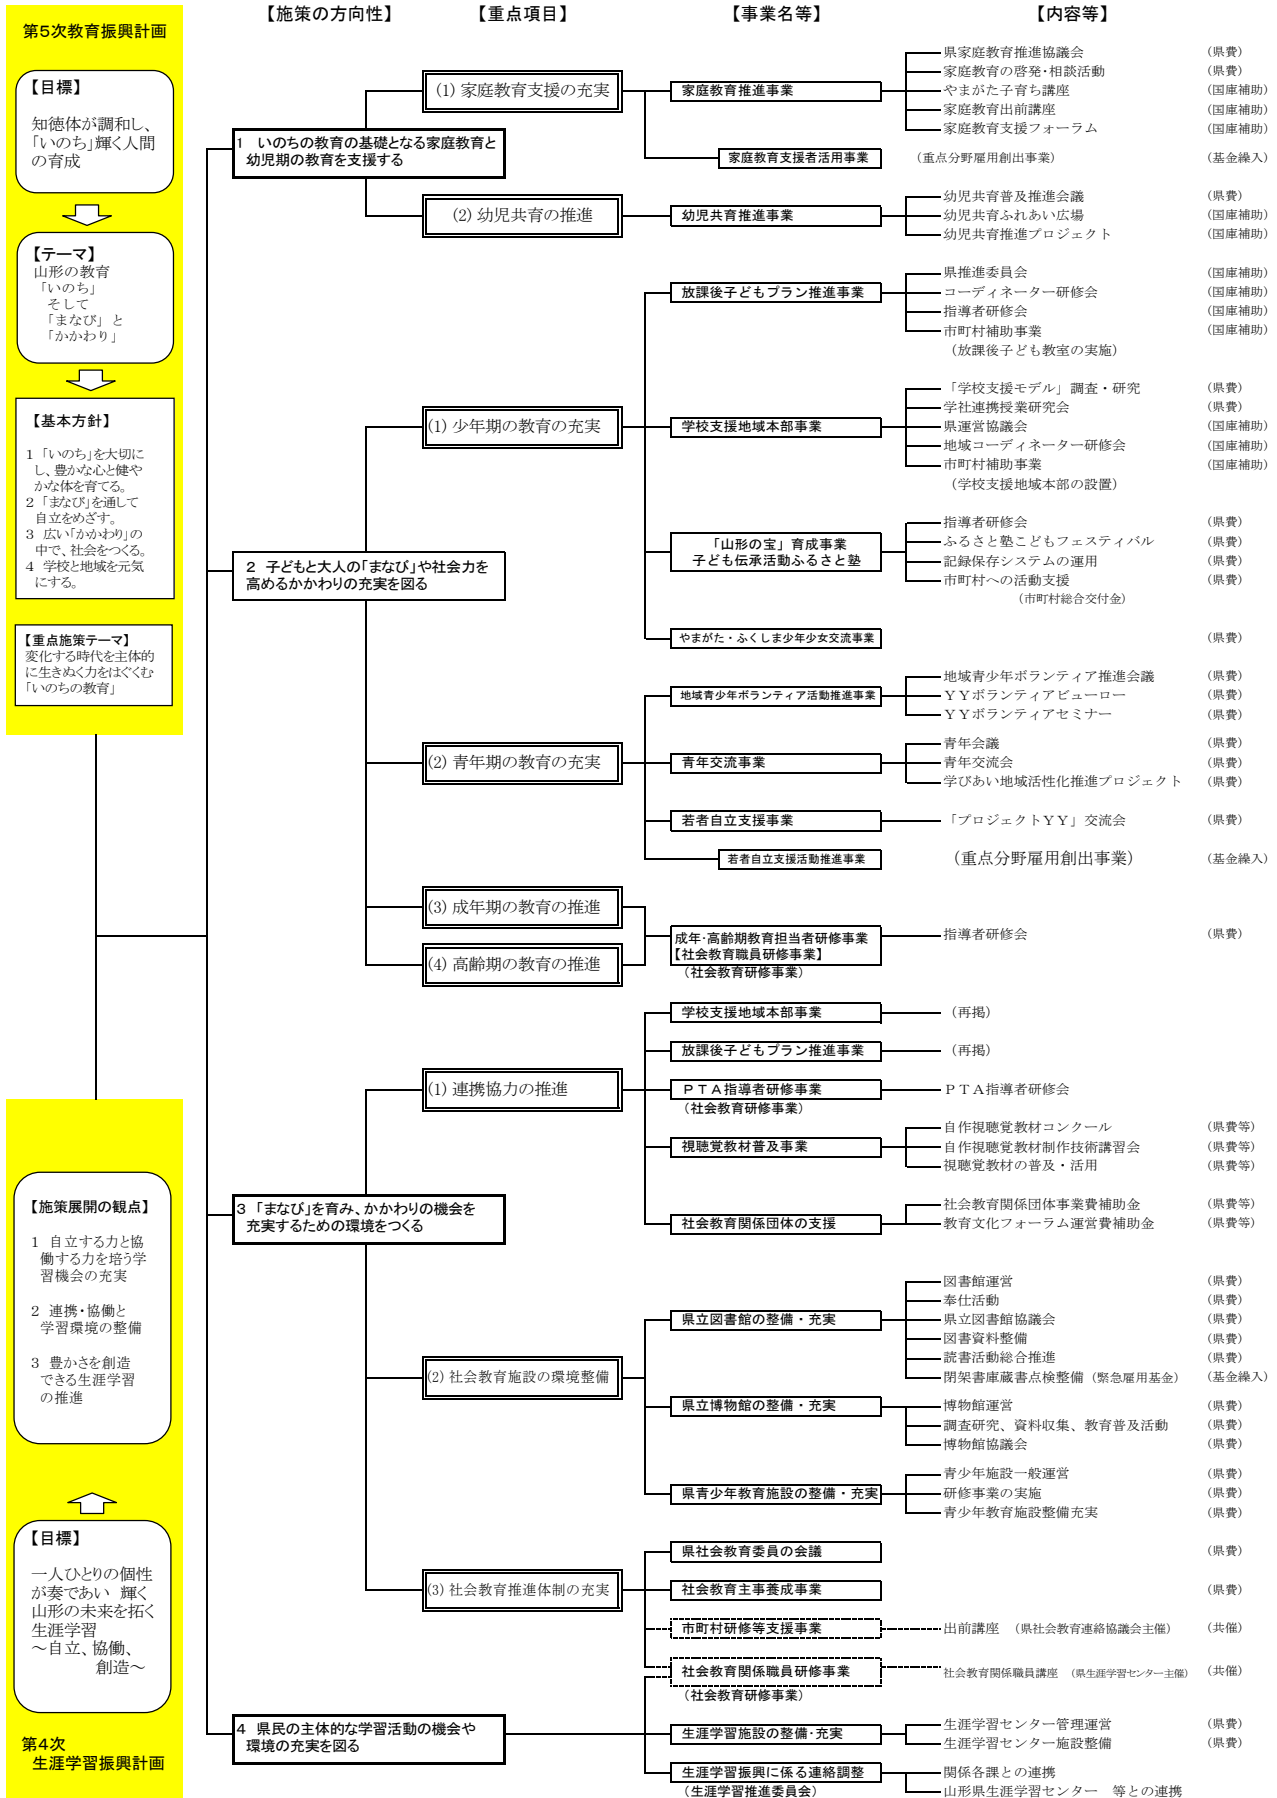 【施策の方向性】
【重点項目】
【事業名等】
【内容等】
第5次教育振興計画
【目標】
知徳体が調和し、
「いのち」輝く人間
の育成
【テーマ】
山形の教育
「いのち」
そして
「まなび」と
「かかわり」
【基本方針】
1 「いのち」を大切に
し、豊かな心と健や
かな体を育てる。
2 「まなび」を通して
自立をめざす。
3 広い「かかわり」の
中で、社会をつくる。
4 学校と地域を元気
にする。
【重点施策テーマ】
変化する時代を主体的
に生きぬく力をはぐくむ
「いのちの教育」
【施策展開の観点】
1 自立する力と協
働する力を培う学
習機会の充実
2 連携・協働と
学習環境の整備
3 豊かさを創造
できる生涯学習
の推進
【目標】
一人ひとりの個性
が奏であい 輝く
山形の未来を拓く
生涯学習
~自立、協働、
創造~
第4次
生涯学習振興計画
1 いのちの教育の基礎となる家庭教育と
幼児期の教育を支援する
(1) 家庭教育支援の充実
家庭教育推進事業
県家庭教育推進協議会 (県費)
家庭教育の啓発・相談活動 (県費)
やまがた子育ち講座 (国庫補助)
家庭教育出前講座 (国庫補助)
家庭教育支援フォーラム (国庫補助)
家庭教育支援者活用事業 (重点分野雇用創出事業) (基金繰入)
(2) 幼児共育の推進
幼児共育推進事業
幼児共育普及推進会議 (県費)
幼児共育ふれあい広場 (国庫補助)
幼児共育推進プロジェクト (国庫補助)
2 子どもと大人の「まなび」や社会力を
高めるかかわりの充実を図る
(1) 少年期の教育の充実
放課後子どもプラン推進事業
県推進委員会 (国庫補助)
コーディネーター研修会 (国庫補助)
指導者研修会 (国庫補助)
市町村補助事業 (国庫補助)
(放課後子ども教室の実施)
学校支援地域本部事業
「学校支援モデル」調査・研究 (県費)
学社連携授業研究会 (県費)
県運営協議会 (国庫補助)
地域コーディネーター研修会 (国庫補助)
市町村補助事業 (国庫補助)
(学校支援地域本部の設置)
「山形の宝」育成事業
子ども伝承活動ふるさと塾
指導者研修会 (県費)
ふるさと塾こどもフェスティバル (県費)
記録保存システムの運用 (県費)
市町村への活動支援 (県費)
(市町村総合交付金)
やまがた・ふくしま少年少女交流事業 (県費)
(2) 青年期の教育の充実
地域青少年ボランティア活動推進事業
地域青少年ボランティア推進会議 (県費)
YYボランティアビューロー (県費)
YYボランティアセミナー (県費)
青年交流事業
青年会議 (県費)
青年交流会 (県費)
学びあい地域活性化推進プロジェクト (県費)
若者自立支援事業 「プロジェクトYY」交流会 (県費)
若者自立支援活動推進事業 (重点分野雇用創出事業) (基金繰入)
(3) 成年期の教育の推進
(4) 高齢期の教育の推進
成年・高齢期教育担当者研修事業
【社会教育職員研修事業】
(社会教育研修事業)
指導者研修会 (県費)
3 「まなび」を育み、かかわりの機会を
充実するための環境をつくる
(1) 連携協力の推進
学校支援地域本部事業 (再掲)
放課後子どもプラン推進事業 (再掲)
PTA指導者研修事業 PTA指導者研修会
(社会教育研修事業)
視聴覚教材普及事業
自作視聴覚教材コンクール (県費等)
自作視聴覚教材制作技術講習会 (県費等)
視聴覚教材の普及・活用 (県費等)
社会教育関係団体の支援
社会教育関係団体事業費補助金 (県費等)
教育文化フォーラム運営費補助金 (県費等)
(2) 社会教育施設の環境整備
県立図書館の整備・充実
図書館運営 (県費)
奉仕活動 (県費)
県立図書館協議会 (県費)
図書資料整備 (県費)
読書活動総合推進 (県費)
閉架書庫蔵書点検整備 (緊急雇用基金) (基金繰入)
県立博物館の整備・充実
博物館運営 (県費)
調査研究、資料収集、教育普及活動 (県費)
博物館協議会 (県費)
県青少年教育施設の整備・充実
青少年施設一般運営 (県費)
研修事業の実施 (県費)
青少年教育施設整備充実 (県費)
(3) 社会教育推進体制の充実
県社会教育委員の会議 (県費)
社会教育主事養成事業 (県費)
市町村研修等支援事業 出前講座 (県社会教育連絡協議会主催) (共催)
社会教育関係職員研修事業 社会教育関係職員講座 (県生涯学習センター主催) (共催)
(社会教育研修事業)
4 県民の主体的な学習活動の機会や
環境の充実を図る
生涯学習施設の整備・充実
生涯学習センター管理運営 (県費)
生涯学習センター施設整備 (県費)
生涯学習振興に係る連絡調整
(生涯学習推進委員会)
関係各課との連携
山形県生涯学習センター 等との連携